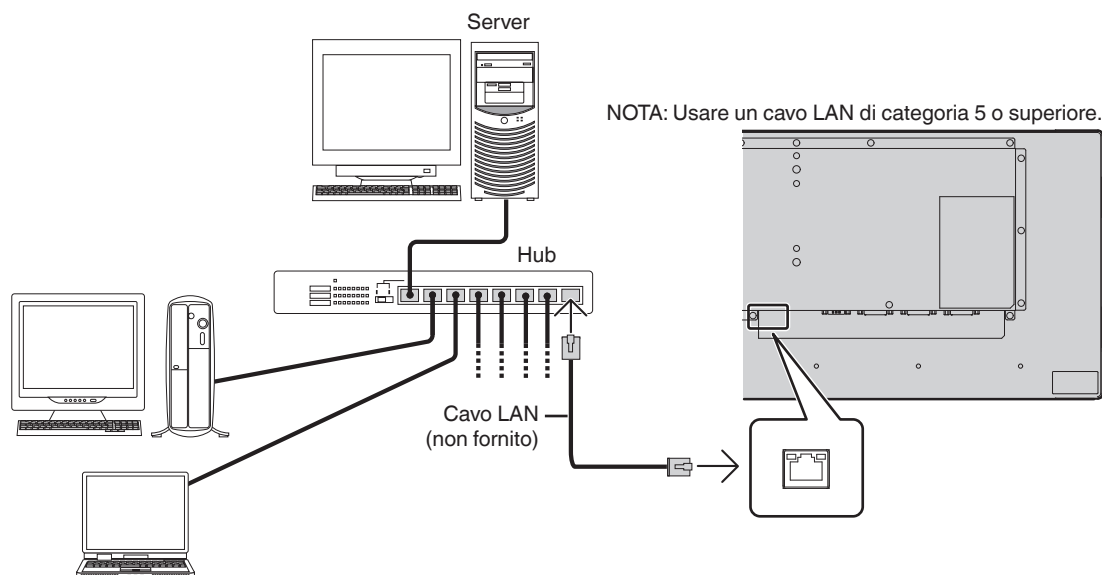 Server
NOTA: Usare un cavo LAN di categoria 5 o superiore.
Hub
Cavo LAN
(non fornito)